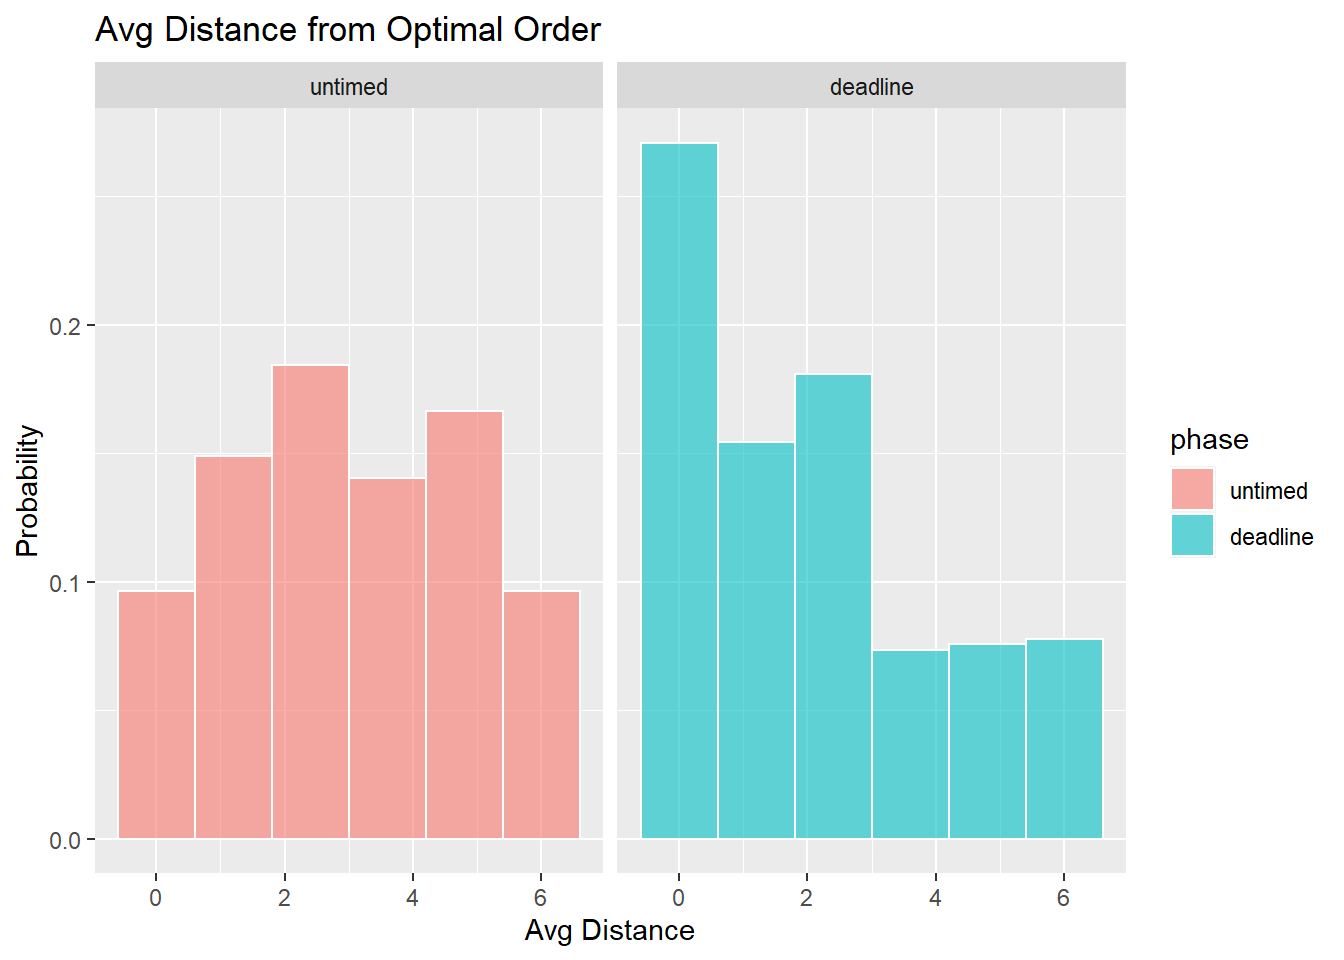 Avg Distance from Optimal Order
untimed
deadline
Probability
0.2
0.1
0.0
0 2 4 6
0 2 4 6
Avg Distance
phase
untimed
deadline